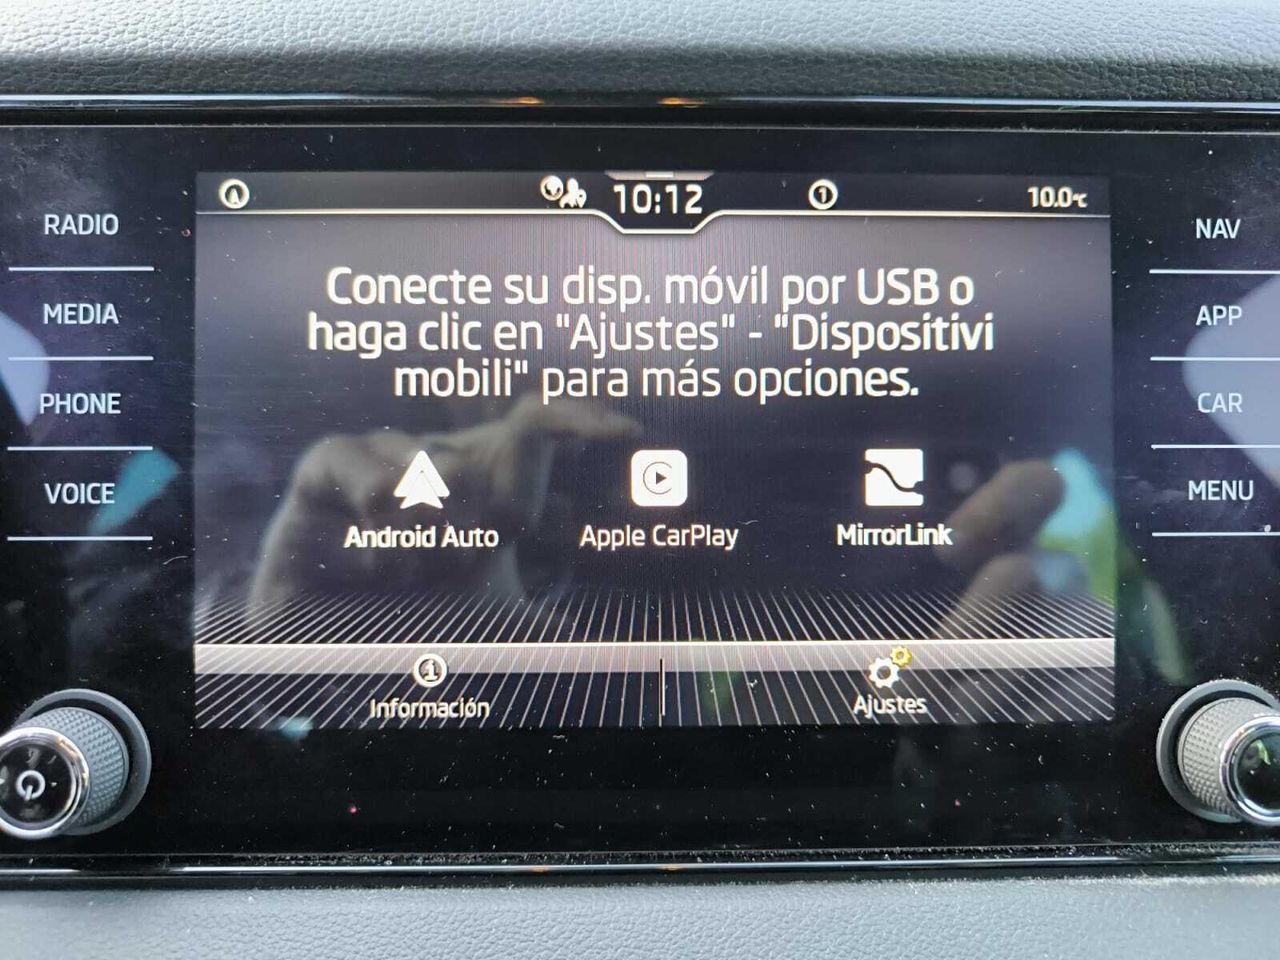 10:12
1
10.0°C
RADIO
MEDIA
PHONE
VOICE
Conecte su disp. móvil por USB o
haga clic en "Ajustes" - "Dispositivi
mobili" para más opciones.
Android Auto
Apple CarPlay
MirrorLink
Información
Ajustes
NAV
APP
CAR
MENU